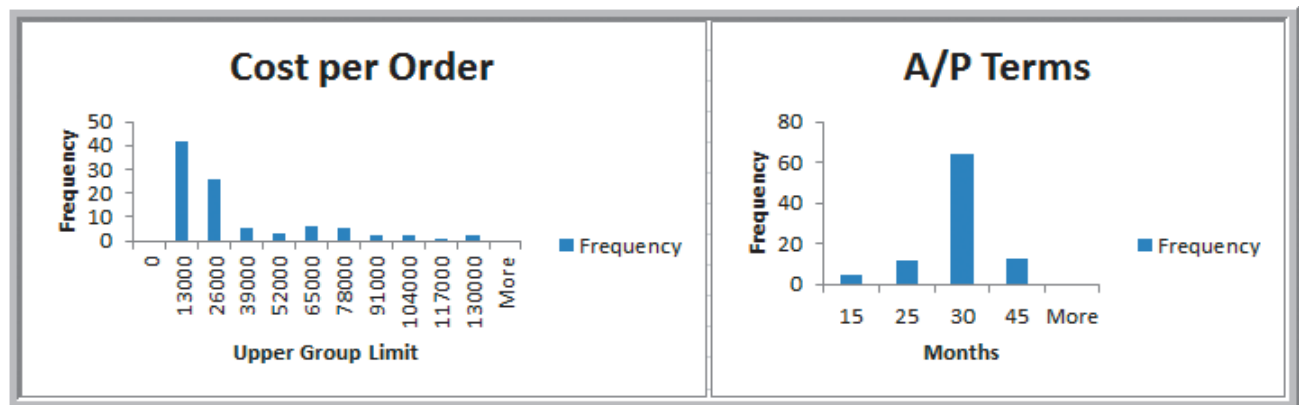 Cost per Order
50
40
30
20
10
0
Frequency
0 13000 26000 39000 52000 65000 78000 91000 104000 117000 130000 More
Upper Group Limit
Frequency
A/P Terms
80
60
40
20
0
Frequency
15 25 30 45 More
Months
Frequency